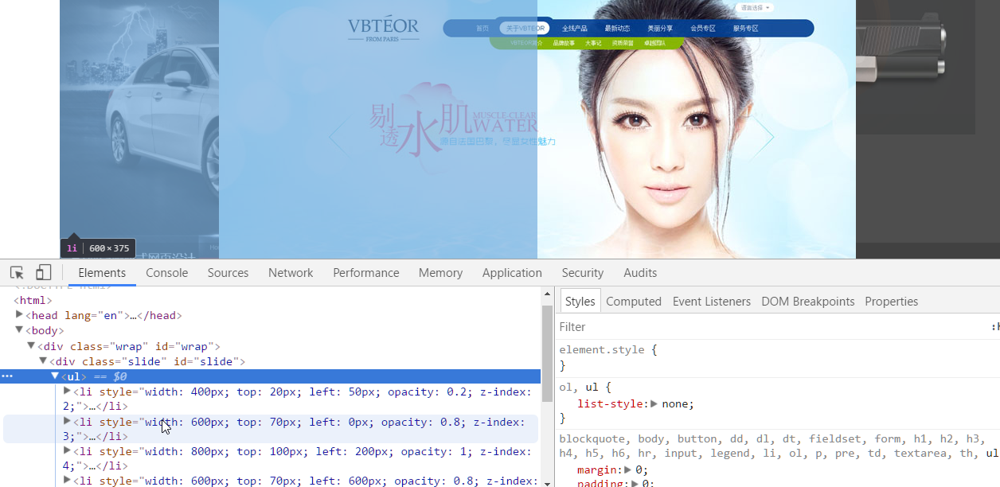 语言选择
VBTÉOR
FROM PARIS
首页 关于VBTEOR 全线产品 最新动态 美丽分享 会员专区 服务专区
VBTEOR简介 品牌故事 大事记 资质荣誉 卓越团队
剔透水肌
MUSCLE CLEAR
WATER
源自法国巴黎，尽显女性魅力
li 600×375
式网页设计
Elements Console Sources Network Performance Memory Application Security Audits
<!DOCTYPE html>
<html>
<head lang="en">…</head>
<body>
<div class="wrap" id="wrap">
<div class="slide" id="slide">
<ul> == $0
<li style="width: 400px; top: 20px; left: 50px; opacity: 0.2; z-index:
2;">…</li>
<li style="width: 600px; top: 70px; left: 0px; opacity: 0.8; z-index:
3;">…</li>
<li style="width: 800px; top: 100px; left: 200px; opacity: 1; z-index:
4;">…</li>
<li style="width: 600px; top: 70px; left: 600px; opacity: 0.8; z-index:
Styles Computed Event Listeners DOM Breakpoints Properties
Filter
element.style {
}
ol, ul {
list-style: none;
}
blockquote, body, button, dd, dl, dt, fieldset, form, h1, h2, h3,
h4, h5, h6, hr, input, legend, li, ol, p, pre, td, textarea, th, ul
margin: 0;
padding: 0;